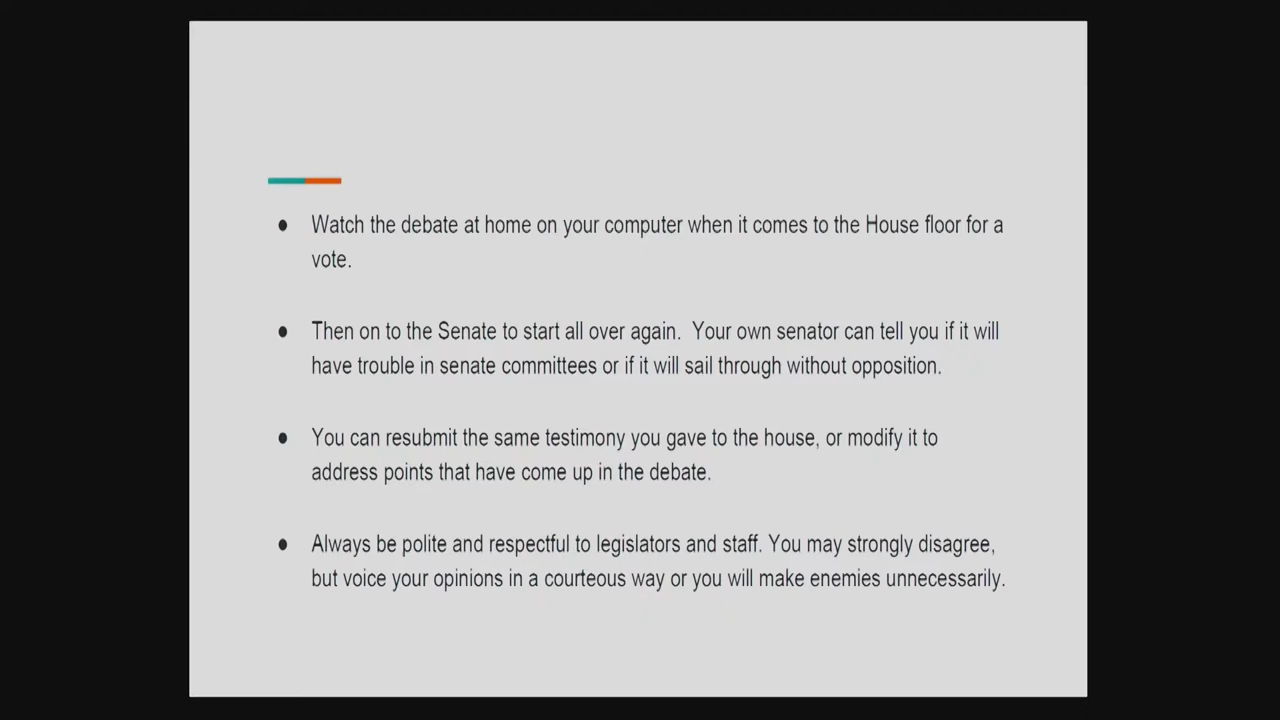 ● Watch the debate at home on your computer when it comes to the House floor for a
vote.
● Then on to the Senate to start all over again.  Your own senator can tell you if it will
have trouble in senate committees or if it will sail through without opposition.
● You can resubmit the same testimony you gave to the house, or modify it to
address points that have come up in the debate.
● Always be polite and respectful to legislators and staff. You may strongly disagree,
but voice your opinions in a courteous way or you will make enemies unnecessarily.